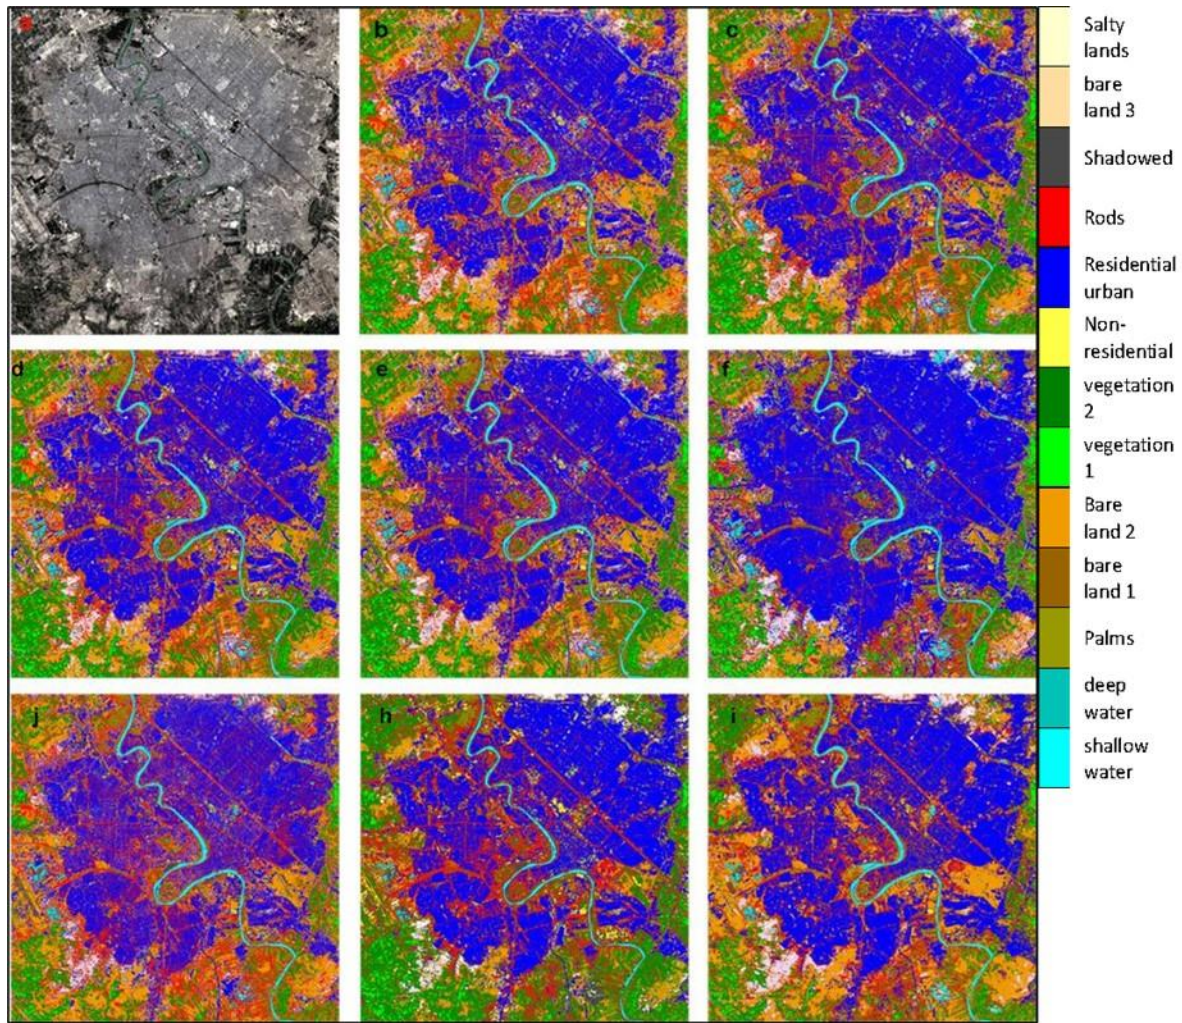 a
b
c
d
e
f
j
h
i
Salty
lands
bare
land 3
Shadowed
Rods
Residential
urban
Non-
residential
vegetation
2
vegetation
1
Bare
land 2
bare
land 1
Palms
deep
water
shallow
water